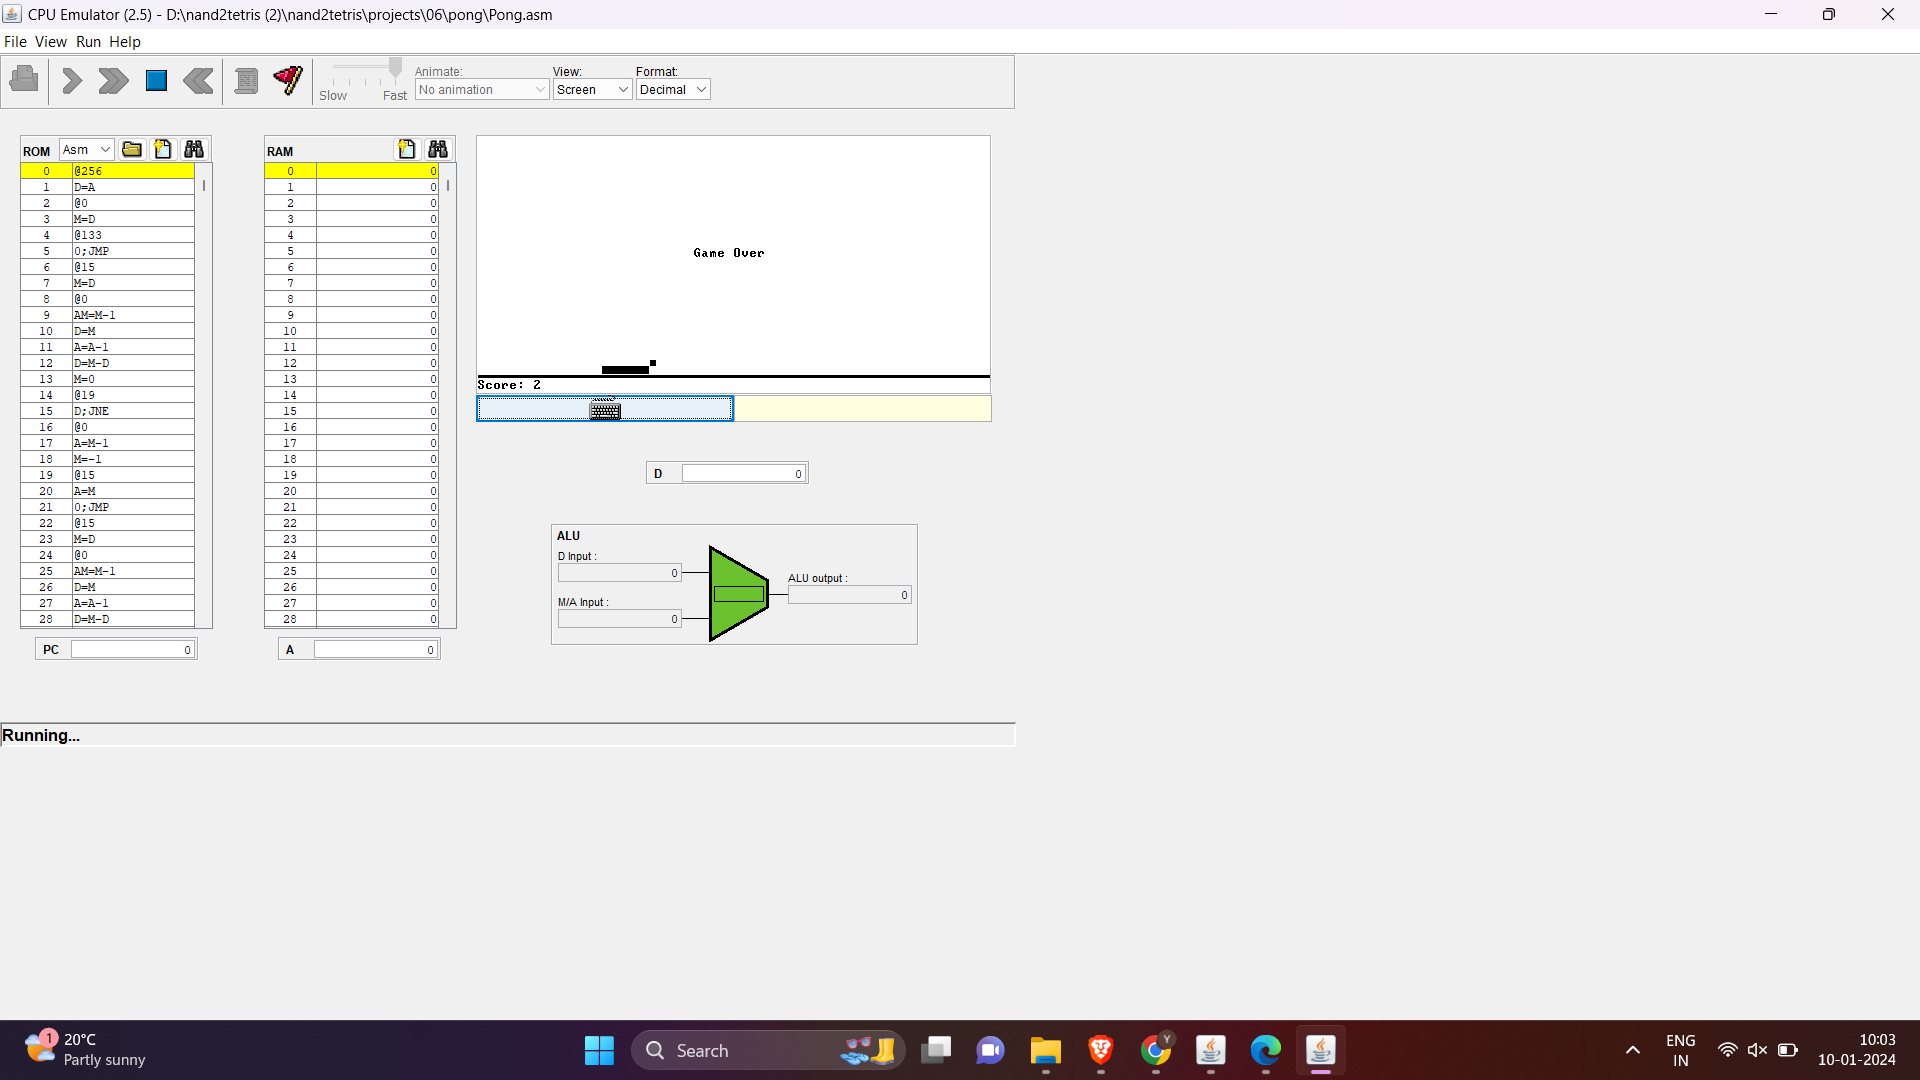 CPU Emulator (2.5) - D:\nand2tetris (2)\nand2tetris\projects\06\pong\Pong.asm
File View Run Help
Slow Fast
Animate:
No animation
View:
Screen
Format:
Decimal
ROM Asm
0 @256
1 D=A
2 @0
3 M=D
4 @133
5 0;JMP
6 @15
7 M=D
8 @0
9 AM=M-1
10 D=M
11 A=A-1
12 D=M-D
13 M=0
14 @19
15 D;JNE
16 @0
17 A=M-1
18 M=-1
19 @15
20 A=M
21 0;JMP
22 @15
23 M=D
24 @0
25 AM=M-1
26 D=M
27 A=A-1
28 D=M-D
PC 0
RAM
0 0
1 0
2 0
3 0
4 0
5 0
6 0
7 0
8 0
9 0
10 0
11 0
12 0
13 0
14 0
15 0
16 0
17 0
18 0
19 0
20 0
21 0
22 0
23 0
24 0
25 0
26 0
27 0
28 0
A 0
Game Over
Score: 2
D 0
ALU
D Input :
0
M/A Input :
0
ALU output :
0
Running...
1
20°C
Partly sunny
Search
Y
ENG
IN
10:03
10-01-2024